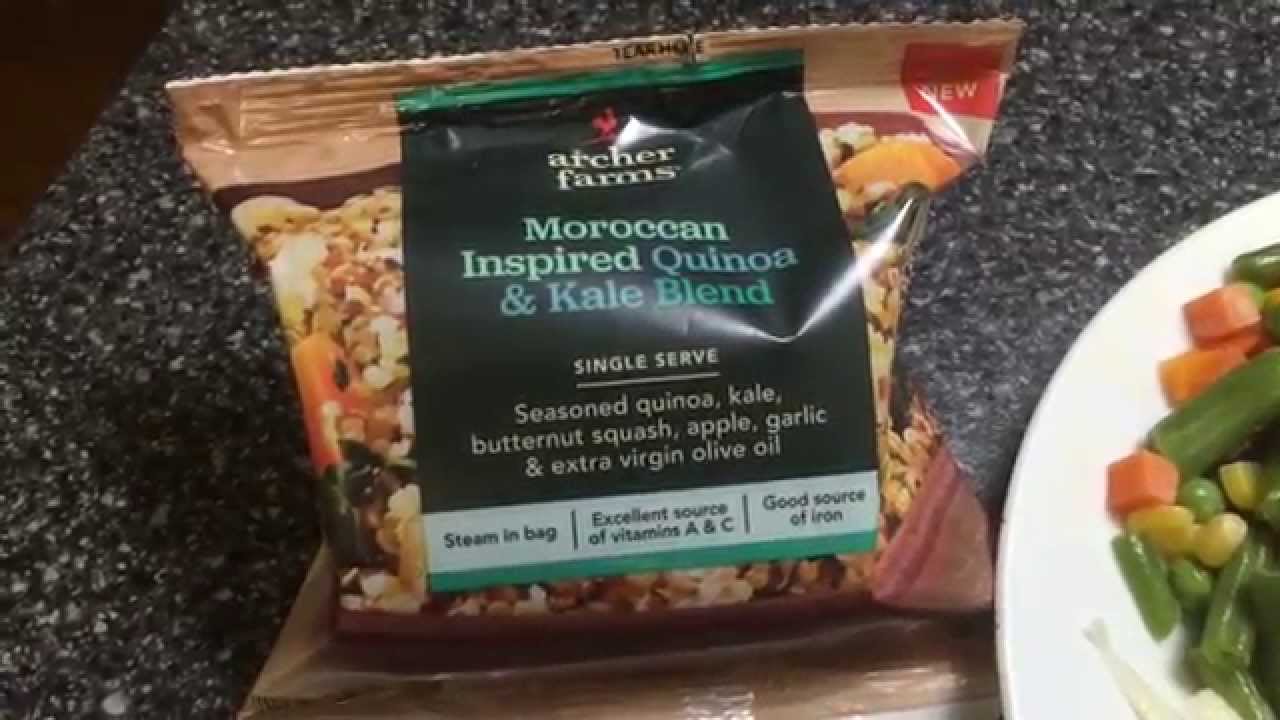 TEAR HERE
NEW
archer
farms
Moroccan
Inspired Quinoa
& Kale Blend
SINGLE SERVE
Seasoned quinoa, kale,
butternut squash, apple, garlic
& extra virgin olive oil
Steam in bag
Excellent source
of vitamins A & C
Good source
of iron